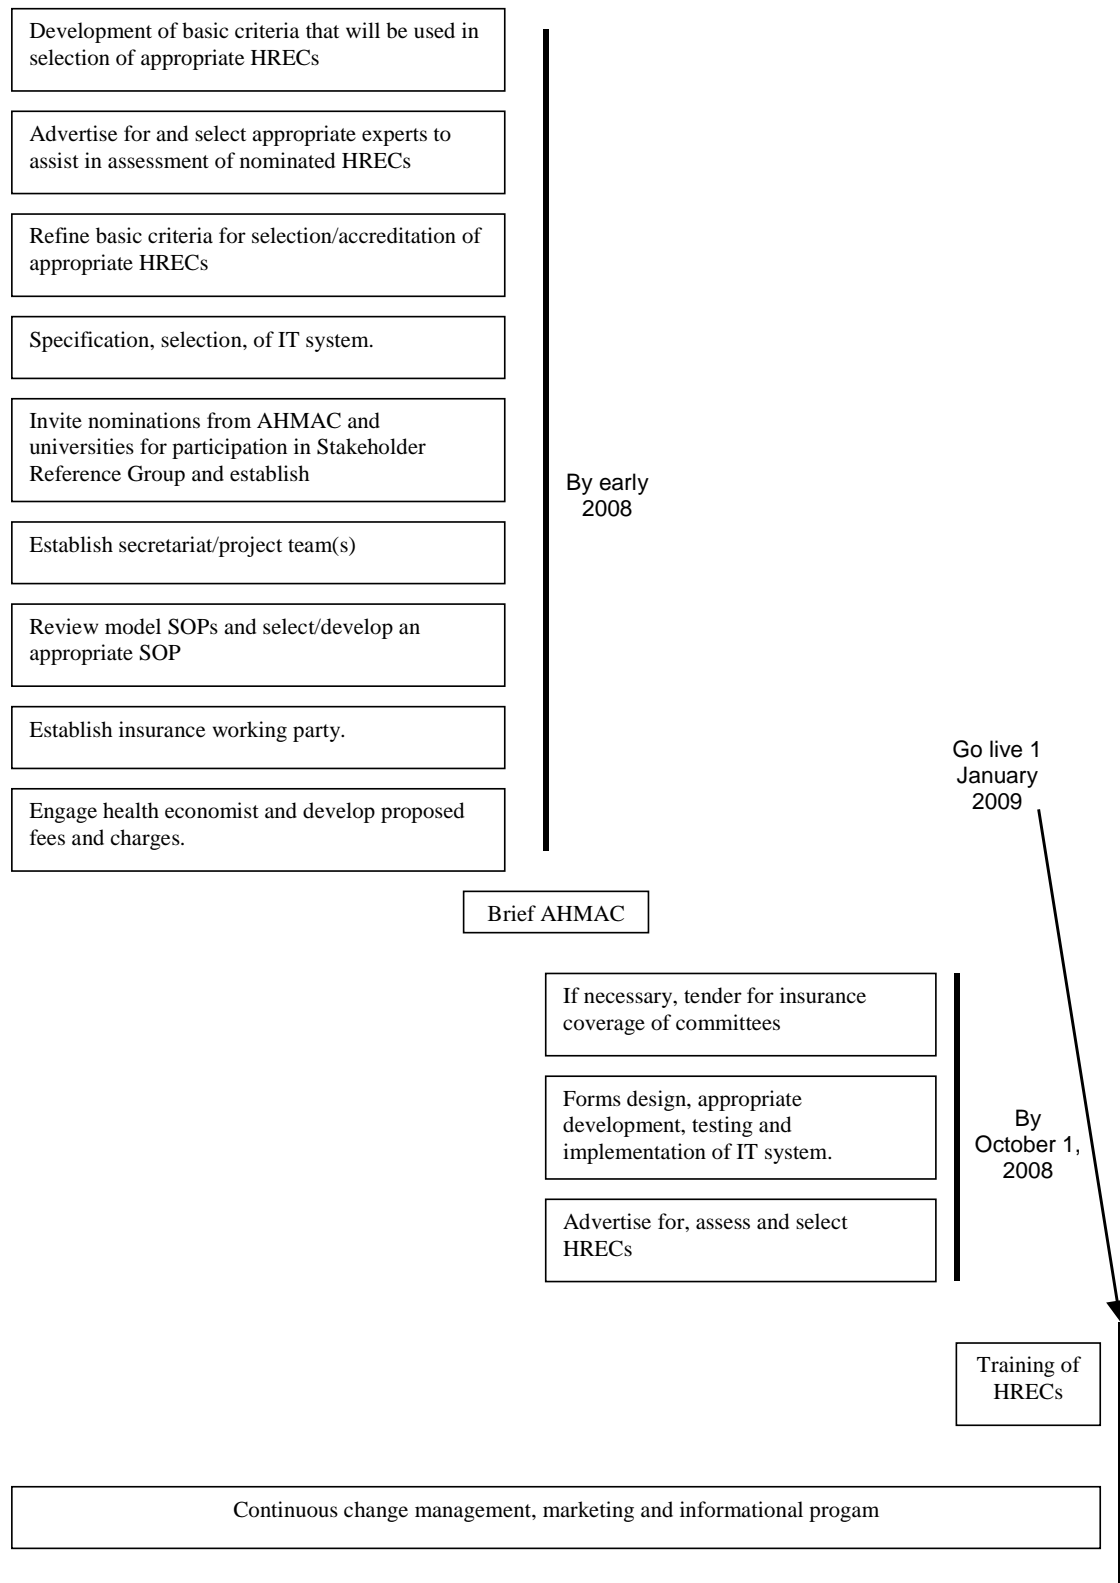 Development of basic criteria that will be used in
selection of appropriate HRECs
Advertise for and select appropriate experts to
assist in assessment of nominated HRECs
Refine basic criteria for selection/accreditation of
appropriate HRECs
Specification, selection, of IT system.
Invite nominations from AHMAC and
universities for participation in Stakeholder
Reference Group and establish
Establish secretariat/project team(s)
Review model SOPs and select/develop an
appropriate SOP
Establish insurance working party.
Engage health economist and develop proposed
fees and charges.
By early
2008
Go live 1
January
2009
Brief AHMAC
If necessary, tender for insurance
coverage of committees
Forms design, appropriate
development, testing and
implementation of IT system.
Advertise for, assess and select
HRECs
By
October 1,
2008
Training of
HRECs
Continuous change management, marketing and informational progam